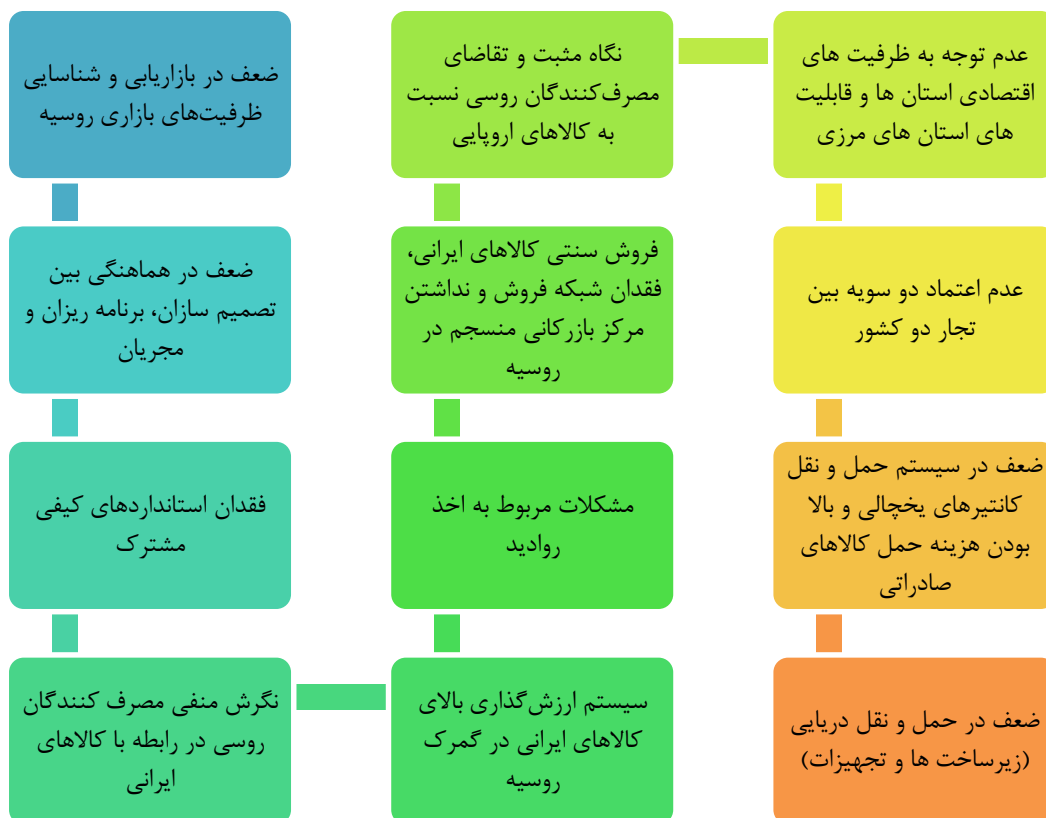 ضعف در بازاریابی و شناسایی
ظرفیت‌های بازاری روسیه
ضعف در هماهنگی بین
تصمیم سازان، برنامه ریزان و
مجریان
فقدان استانداردهای کیفی
مشترک
نگرش منفی مصرف کنندگان
روسی در رابطه با کالاهای
ایرانی
سیستم ارزش‌گذاری بالای
کالاهای ایرانی در گمرک
روسیه
مشکلات مربوط به اخذ
روادید
فروش سنتی کالاهای ایرانی،
فقدان شبکه فروش و نداشتن
مرکز بازرکانی منسجم در
روسیه
نگاه مثبت و تقاضای
مصرف‌کنندگان روسی نسبت
به کالاهای اروپایی
عدم توجه به ظرفیت های
اقتصادی استان ها و قابلیت
های استان های مرزی
عدم اعتماد دو سویه بین
تجار دو کشور
ضعف در سیستم حمل و نقل
کانتیرهای یخچالی و بالا
بودن هزینه حمل کالاهای
صادراتی
ضعف در حمل و نقل دریایی
(زیرساخت ها و تجهیزات)